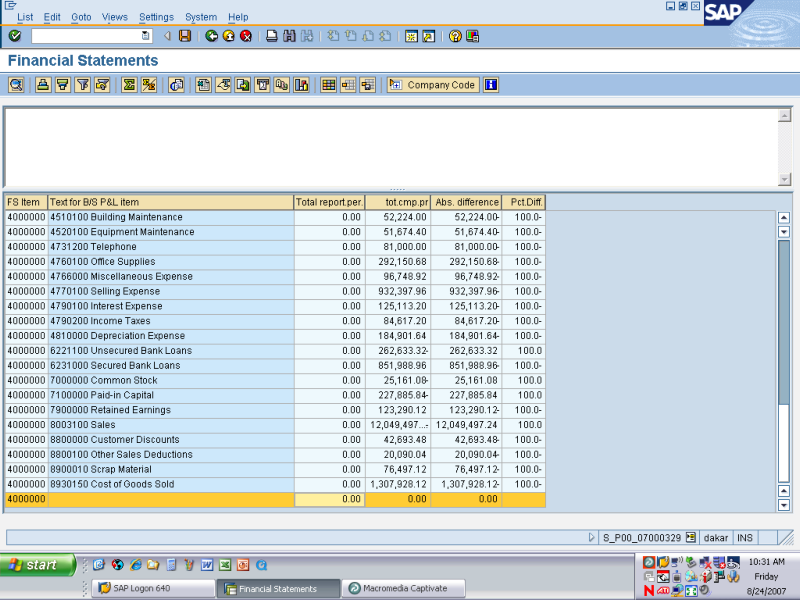 List Edit Goto Views Settings System Help
SAP
Financial Statements
Company Code
FS Item Text for B/S P&L item Total report.per. tot.cmp.pr Abs. difference Pct.Diff.
4000000 4510100 Building Maintenance 0.00 52,224.00 52,224.00- 100.0-
4000000 4520100 Equipment Maintenance 0.00 51,674.40 51,674.40- 100.0-
4000000 4731200 Telephone 0.00 81,000.00 81,000.00- 100.0-
4000000 4760100 Office Supplies 0.00 292,150.68 292,150.68- 100.0-
4000000 4766000 Miscellaneous Expense 0.00 96,748.92 96,748.92- 100.0-
4000000 4770100 Selling Expense 0.00 932,397.96 932,397.96- 100.0-
4000000 4790100 Interest Expense 0.00 125,113.20 125,113.20- 100.0-
4000000 4790200 Income Taxes 0.00 84,617.20 84,617.20- 100.0-
4000000 4810000 Depreciation Expense 0.00 184,901.64 184,901.64- 100.0-
4000000 6221100 Unsecured Bank Loans 0.00 262,633.32- 262,633.32 100.0
4000000 6231000 Secured Bank Loans 0.00 851,988.96 851,988.96- 100.0-
4000000 7000000 Common Stock 0.00 25,161.08- 25,161.08 100.0
4000000 7100000 Paid-in Capital 0.00 227,885.84- 227,885.84 100.0
4000000 7900000 Retained Earnings 0.00 123,290.12 123,290.12- 100.0-
4000000 8003100 Sales 0.00 12,049,497...- 12,049,497.24 100.0
4000000 8800000 Customer Discounts 0.00 42,693.48 42,693.48- 100.0-
4000000 8800100 Other Sales Deductions 0.00 20,090.04 20,090.04- 100.0-
4000000 8900010 Scrap Material 0.00 76,497.12 76,497.12- 100.0-
4000000 8930150 Cost of Goods Sold 0.00 1,307,928.12 1,307,928.12- 100.0-
4000000 0.00 0.00 0.00
S_P00_07000329 dakar INS
start
10:31 AM
SAP Logon 640 Financial Statements Macromedia Captivate
Friday
8/24/2007